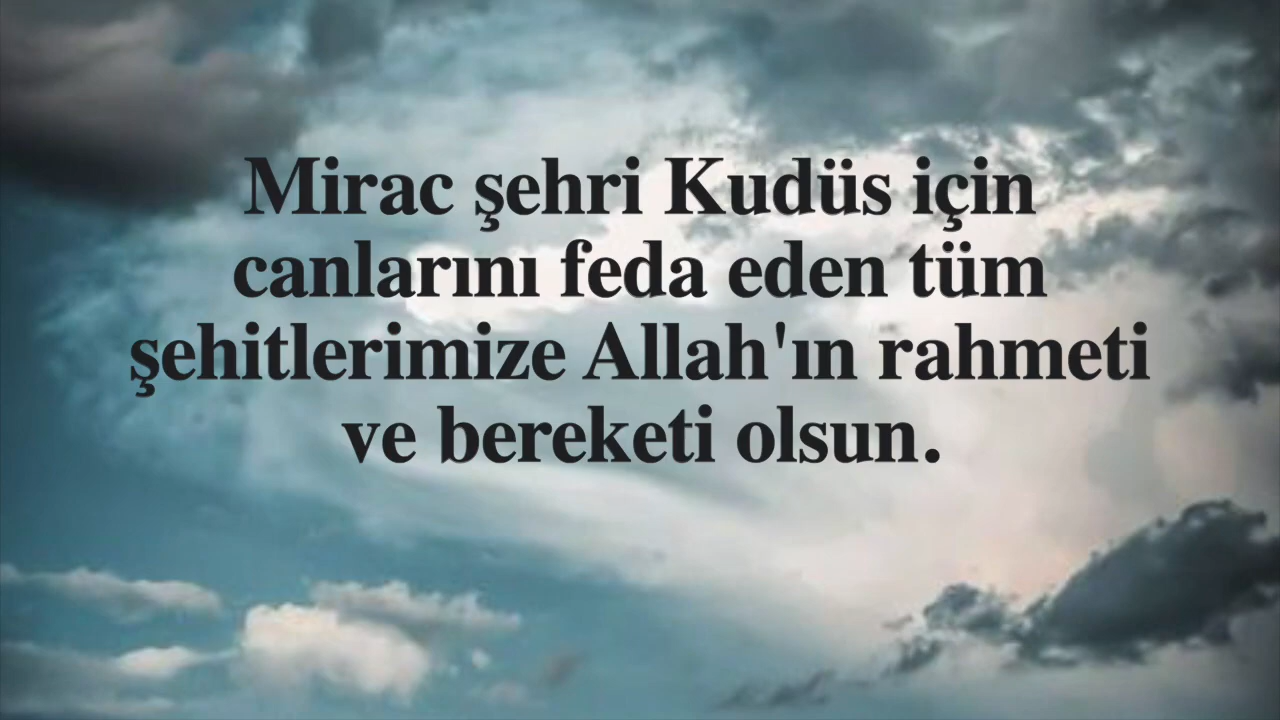 Mirac şehri Kudüs için
canlarını feda eden tüm
şehitlerimize Allah'ın rahmeti
ve bereketi olsun.